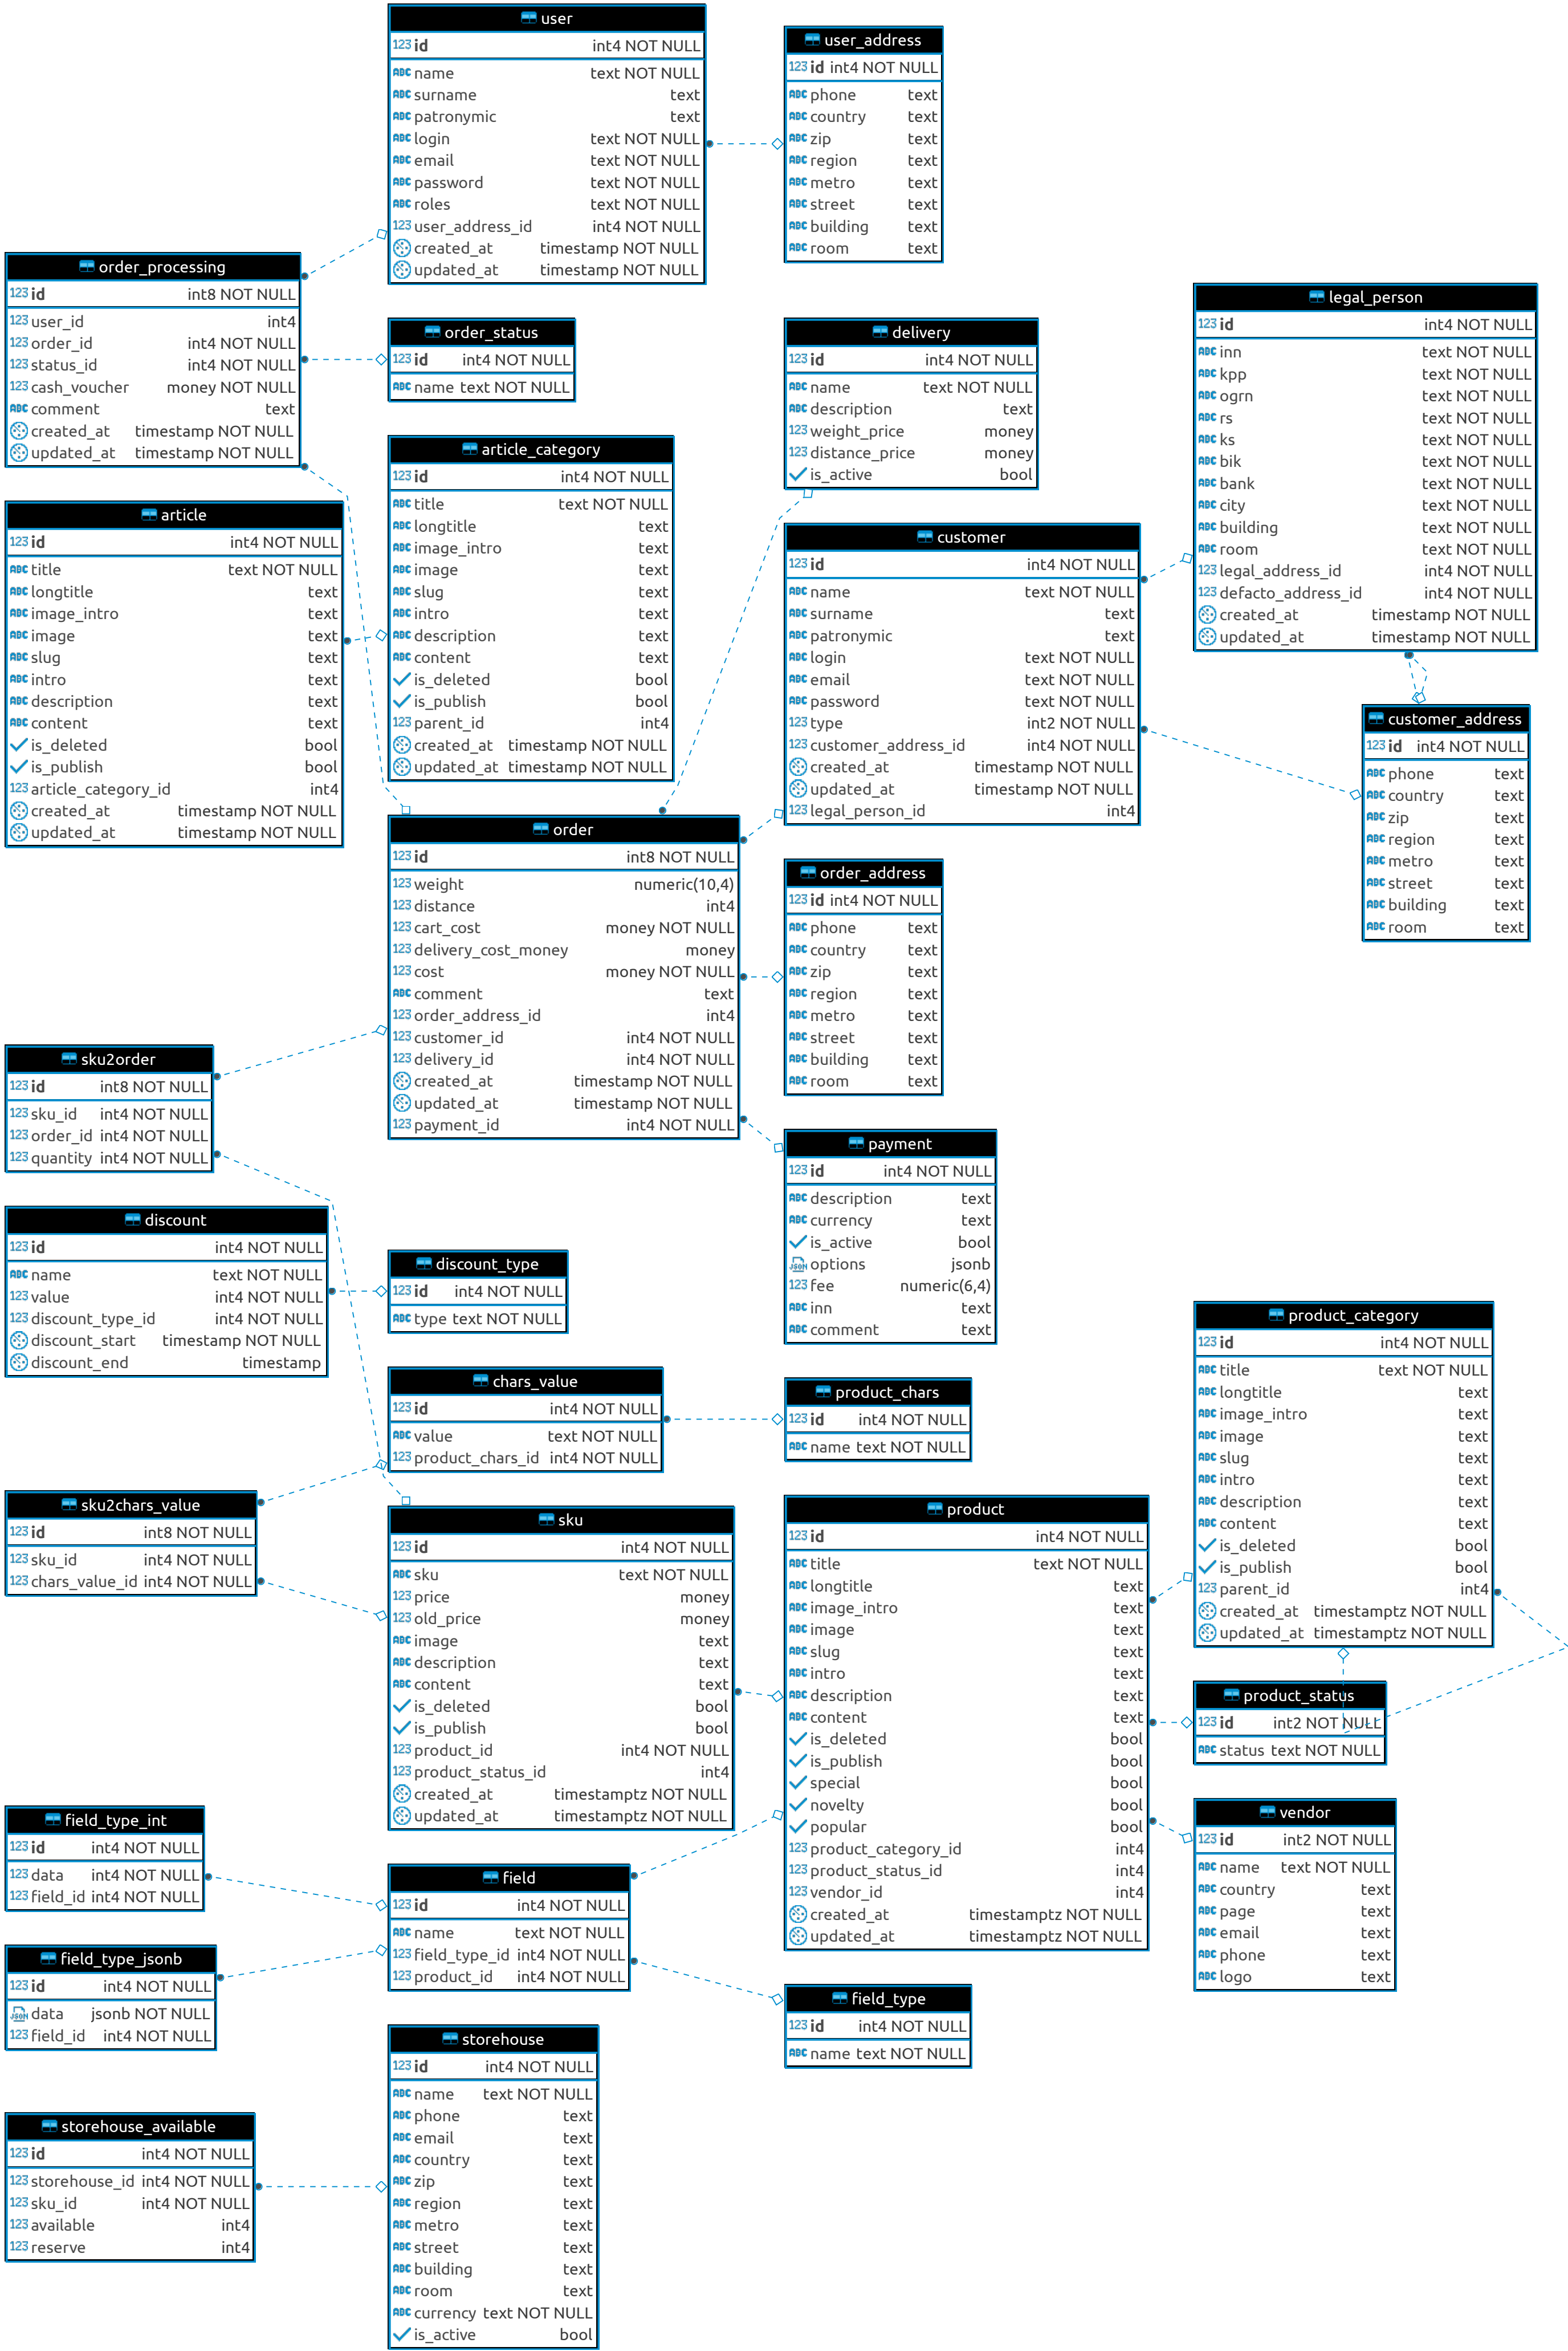 user
id int4 NOT NULL
name text NOT NULL
surname text
patronymic text
login text NOT NULL
email text NOT NULL
password text NOT NULL
roles text NOT NULL
user_address_id int4 NOT NULL
created_at timestamp NOT NULL
updated_at timestamp NOT NULL
user_address
id int4 NOT NULL
phone text
country text
zip text
region text
metro text
street text
building text
room text
order_processing
id int8 NOT NULL
user_id int4
order_id int4 NOT NULL
status_id int4 NOT NULL
cash_voucher money NOT NULL
comment text
created_at timestamp NOT NULL
updated_at timestamp NOT NULL
order_status
id int4 NOT NULL
name text NOT NULL
delivery
id int4 NOT NULL
name text NOT NULL
description text
weight_price money
distance_price money
is_active bool
legal_person
id int4 NOT NULL
inn text NOT NULL
kpp text NOT NULL
ogrn text NOT NULL
rs text NOT NULL
ks text NOT NULL
bik text NOT NULL
bank text NOT NULL
city text NOT NULL
building text NOT NULL
room text NOT NULL
legal_address_id int4 NOT NULL
defacto_address_id int4 NOT NULL
created_at timestamp NOT NULL
updated_at timestamp NOT NULL
article
id int4 NOT NULL
title text NOT NULL
longtitle text
image_intro text
image text
slug text
intro text
description text
content text
is_deleted bool
is_publish bool
article_category_id int4
created_at timestamp NOT NULL
updated_at timestamp NOT NULL
article_category
id int4 NOT NULL
title text NOT NULL
longtitle text
image_intro text
image text
slug text
intro text
description text
content text
is_deleted bool
is_publish bool
parent_id int4
created_at timestamp NOT NULL
updated_at timestamp NOT NULL
customer
id int4 NOT NULL
name text NOT NULL
surname text
patronymic text
login text NOT NULL
email text NOT NULL
password text NOT NULL
type int2 NOT NULL
customer_address_id int4 NOT NULL
created_at timestamp NOT NULL
updated_at timestamp NOT NULL
legal_person_id int4
customer_address
id int4 NOT NULL
phone text
country text
zip text
region text
metro text
street text
building text
room text
order
id int8 NOT NULL
weight numeric(10,4)
distance int4
cart_cost money NOT NULL
delivery_cost_money money
cost money NOT NULL
comment text
order_address_id int4
customer_id int4 NOT NULL
delivery_id int4 NOT NULL
created_at timestamp NOT NULL
updated_at timestamp NOT NULL
payment_id int4 NOT NULL
order_address
id int4 NOT NULL
phone text
country text
zip text
region text
metro text
street text
building text
room text
sku2order
id int8 NOT NULL
sku_id int4 NOT NULL
order_id int4 NOT NULL
quantity int4 NOT NULL
payment
id int4 NOT NULL
description text
currency text
is_active bool
options jsonb
fee numeric(6,4)
inn text
comment text
discount
id int4 NOT NULL
name text NOT NULL
value int4 NOT NULL
discount_type_id int4 NOT NULL
discount_start timestamp NOT NULL
discount_end timestamp
discount_type
id int4 NOT NULL
type text NOT NULL
chars_value
id int4 NOT NULL
value text NOT NULL
product_chars_id int4 NOT NULL
product_chars
id int4 NOT NULL
name text NOT NULL
product_category
id int4 NOT NULL
title text NOT NULL
longtitle text
image_intro text
image text
slug text
intro text
description text
content text
is_deleted bool
is_publish bool
parent_id int4
created_at timestamptz NOT NULL
updated_at timestamptz NOT NULL
sku2chars_value
id int8 NOT NULL
sku_id int4 NOT NULL
chars_value_id int4 NOT NULL
sku
id int4 NOT NULL
sku text NOT NULL
price money
old_price money
image text
description text
content text
is_deleted bool
is_publish bool
product_id int4 NOT NULL
product_status_id int4
created_at timestamptz NOT NULL
updated_at timestamptz NOT NULL
product
id int4 NOT NULL
title text NOT NULL
longtitle text
image_intro text
image text
slug text
intro text
description text
content text
is_deleted bool
is_publish bool
special bool
novelty bool
popular bool
product_category_id int4
product_status_id int4
vendor_id int4
created_at timestamptz NOT NULL
updated_at timestamptz NOT NULL
product_status
id int2 NOT NULL
status text NOT NULL
vendor
id int2 NOT NULL
name text NOT NULL
country text
page text
email text
phone text
logo text
field_type_int
id int4 NOT NULL
data int4 NOT NULL
field_id int4 NOT NULL
field
id int4 NOT NULL
name text NOT NULL
field_type_id int4 NOT NULL
product_id int4 NOT NULL
field_type_jsonb
id int4 NOT NULL
data jsonb NOT NULL
field_id int4 NOT NULL
field_type
id int4 NOT NULL
name text NOT NULL
storehouse
id int4 NOT NULL
name text NOT NULL
phone text
email text
country text
zip text
region text
metro text
street text
building text
room text
currency text NOT NULL
is_active bool
storehouse_available
id int4 NOT NULL
storehouse_id int4 NOT NULL
sku_id int4 NOT NULL
available int4
reserve int4